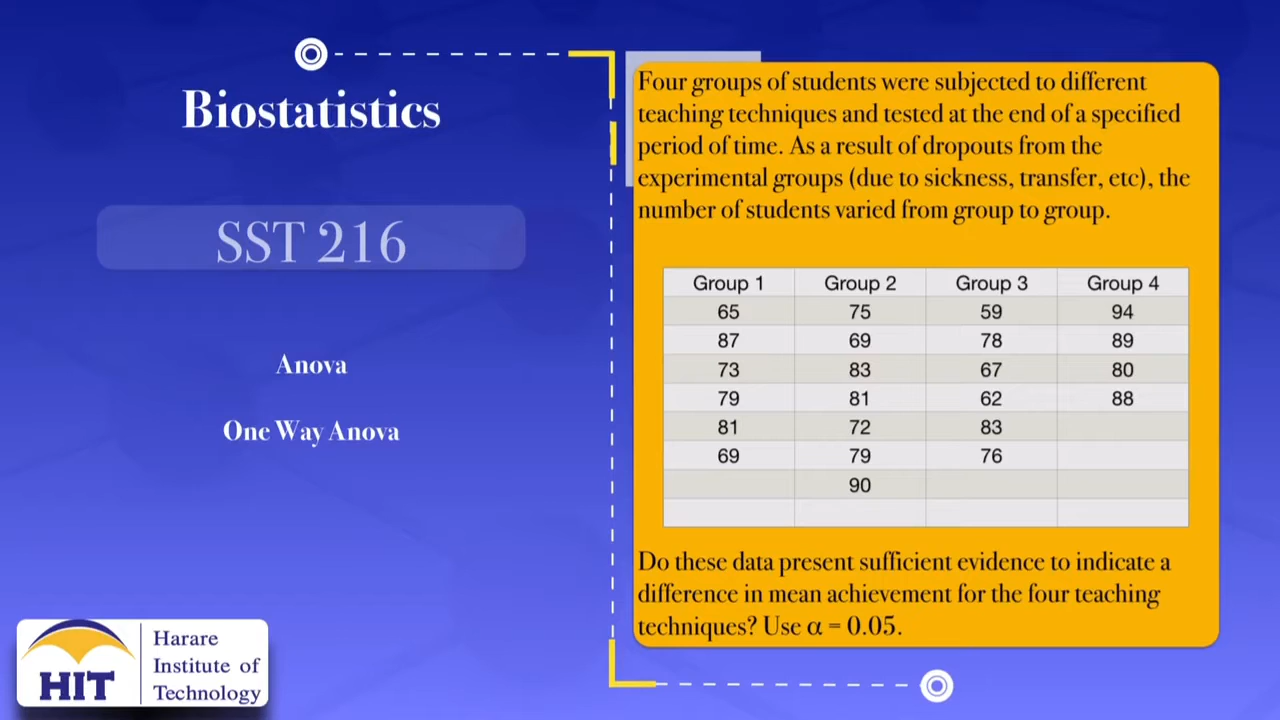 Biostatistics
SST 216
Anova
One Way Anova
HIT
Harare
Institute of
Technology
Four groups of students were subjected to different
teaching techniques and tested at the end of a specified
period of time. As a result of dropouts from the
experimental groups (due to sickness, transfer, etc), the
number of students varied from group to group.
Group 1 Group 2 Group 3 Group 4
65 75 59 94
87 69 78 89
73 83 67 80
79 81 62 88
81 72 83
69 79 76
90
Do these data present sufficient evidence to indicate a
difference in mean achievement for the four teaching
techniques? Use α = 0.05.